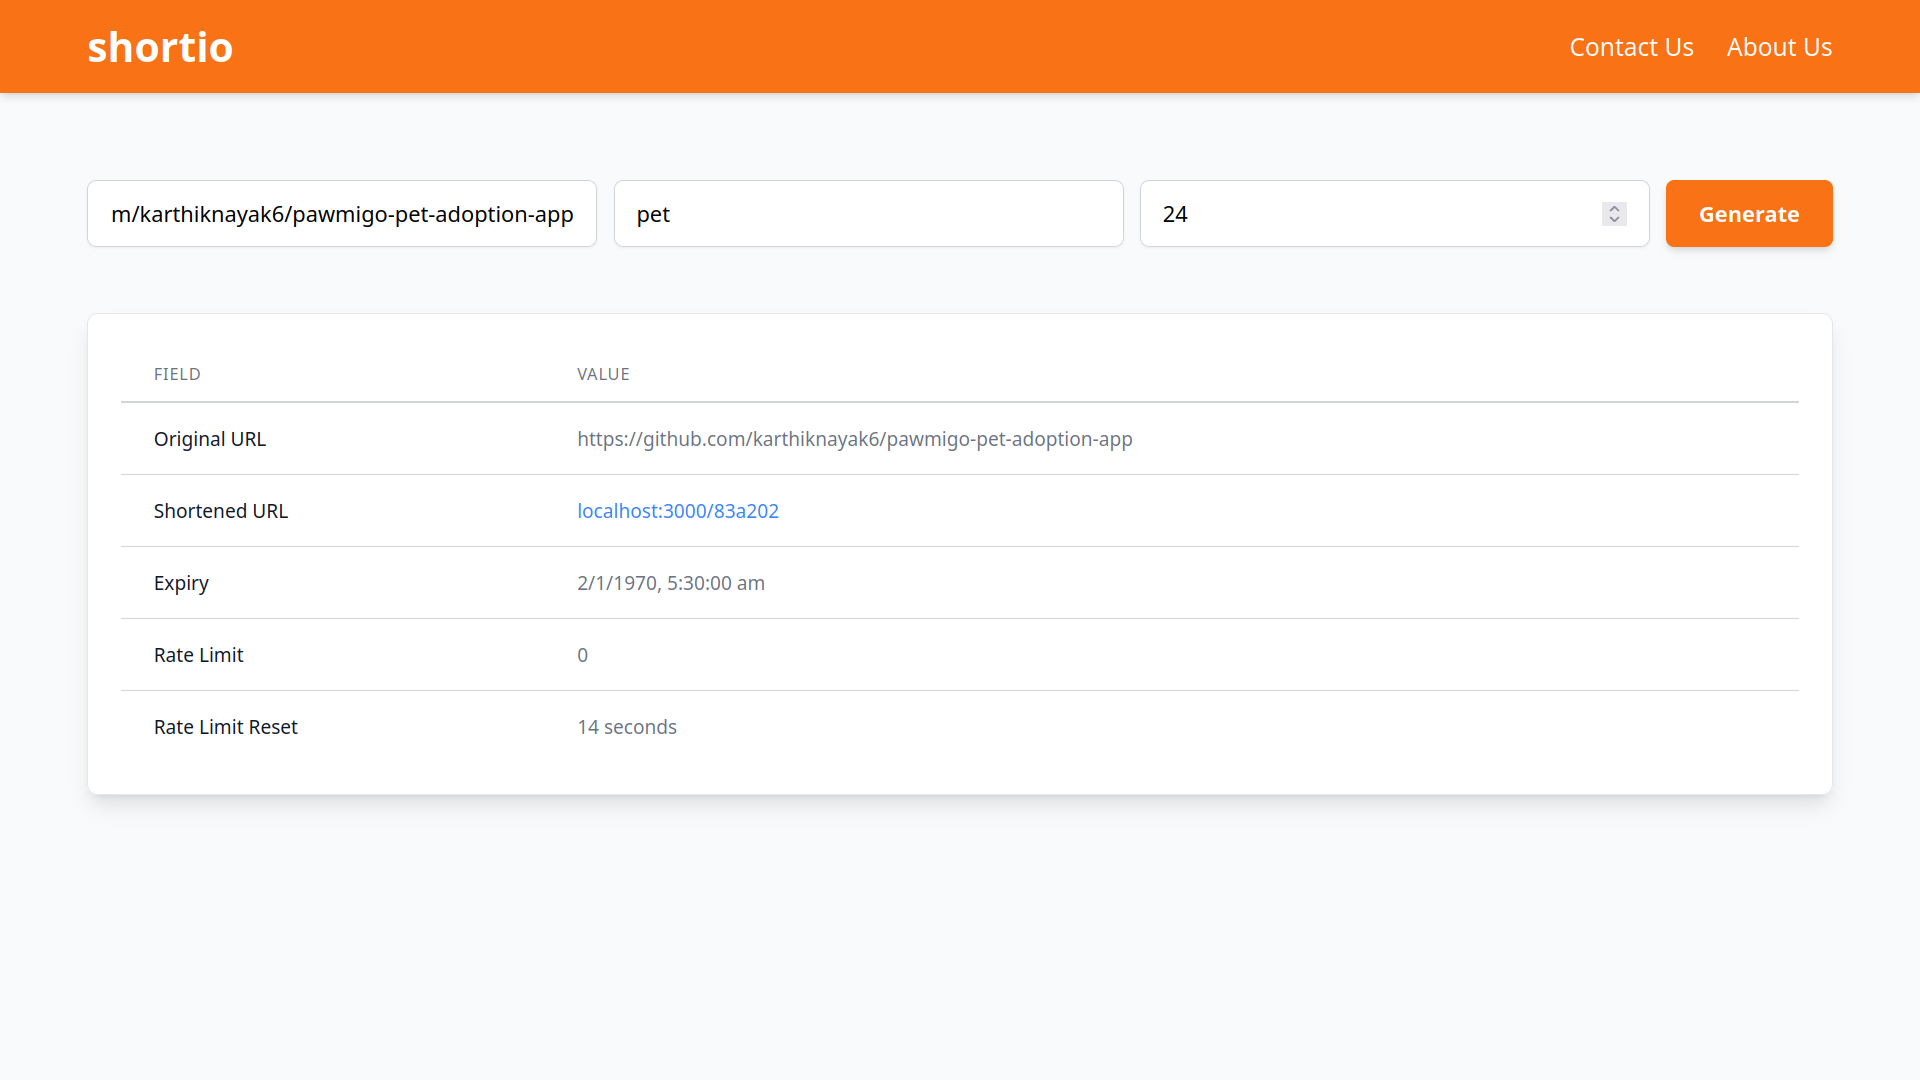 shortio
Contact Us About Us
m/karthiknayak6/pawmigo-pet-adoption-app pet 24 Generate
FIELD VALUE
Original URL https://github.com/karthiknayak6/pawmigo-pet-adoption-app
Shortened URL localhost:3000/83a202
Expiry 2/1/1970, 5:30:00 am
Rate Limit 0
Rate Limit Reset 14 seconds